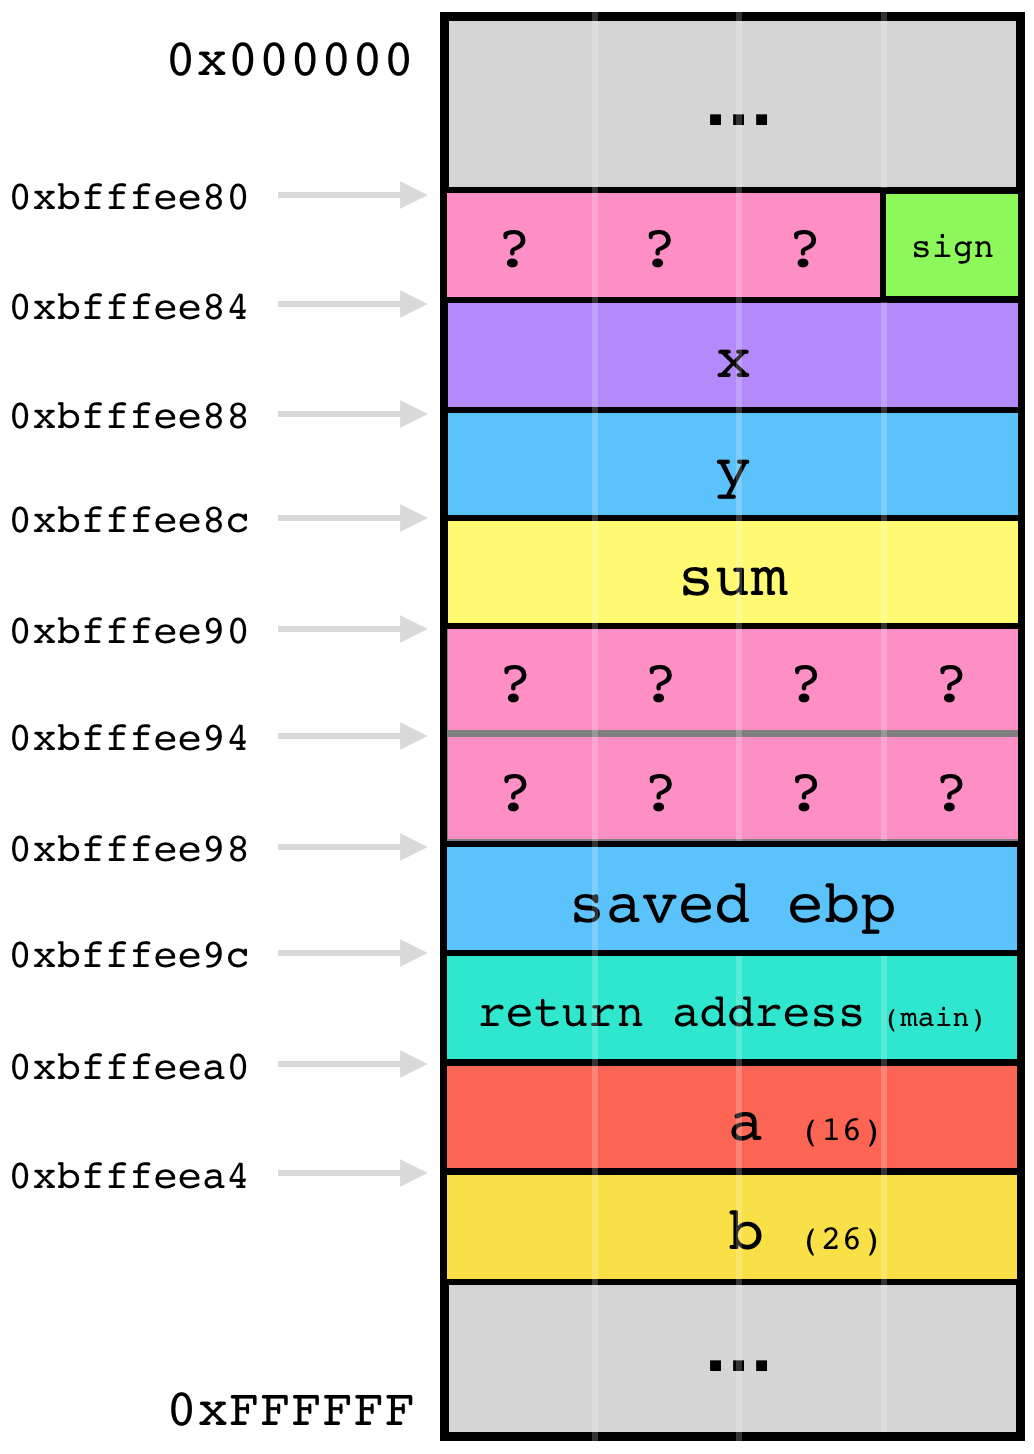 0x000000
...
0xbfffee80
? ? ? sign
0xbfffee84
x
0xbfffee88
y
0xbfffee8c
sum
0xbfffee90
? ? ? ?
0xbfffee94
? ? ? ?
0xbfffee98
saved ebp
0xbfffee9c
return address (main)
0xbfffeea0
a (16)
0xbfffeea4
b (26)
...
0xFFFFFF